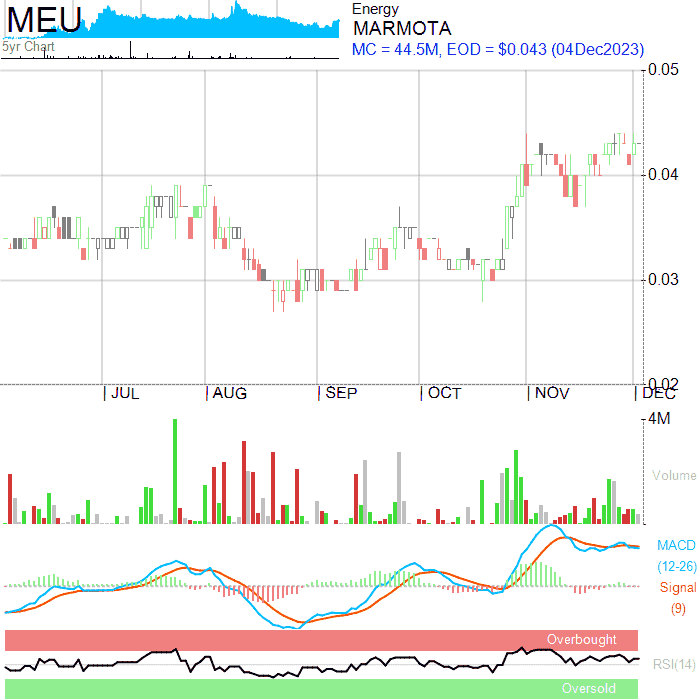 MEU
5yr Chart
Energy
MARMOTA
MC = 44.5M, EOD = $0.043 (04Dec2023)
0.05
0.04
0.03
0.02
JUL AUG SEP OCT NOV DEC
4M
Volume
MACD
(12-26)
Signal
(9)
Overbought
RSI(14)
Oversold